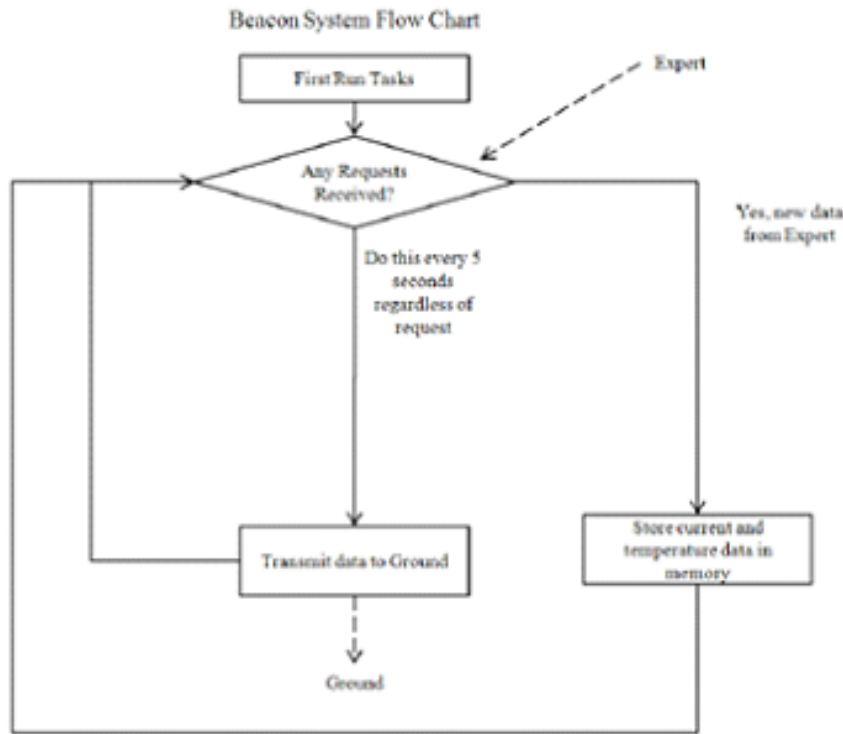 Beacon System Flow Chart
First Run Tasks
Expert
Any Requests
Received?
Yes, new data
from Expert
Do this every 5
seconds
regardless of
request
Transmit data to Ground
Store current and
temperature data in
memory
Ground